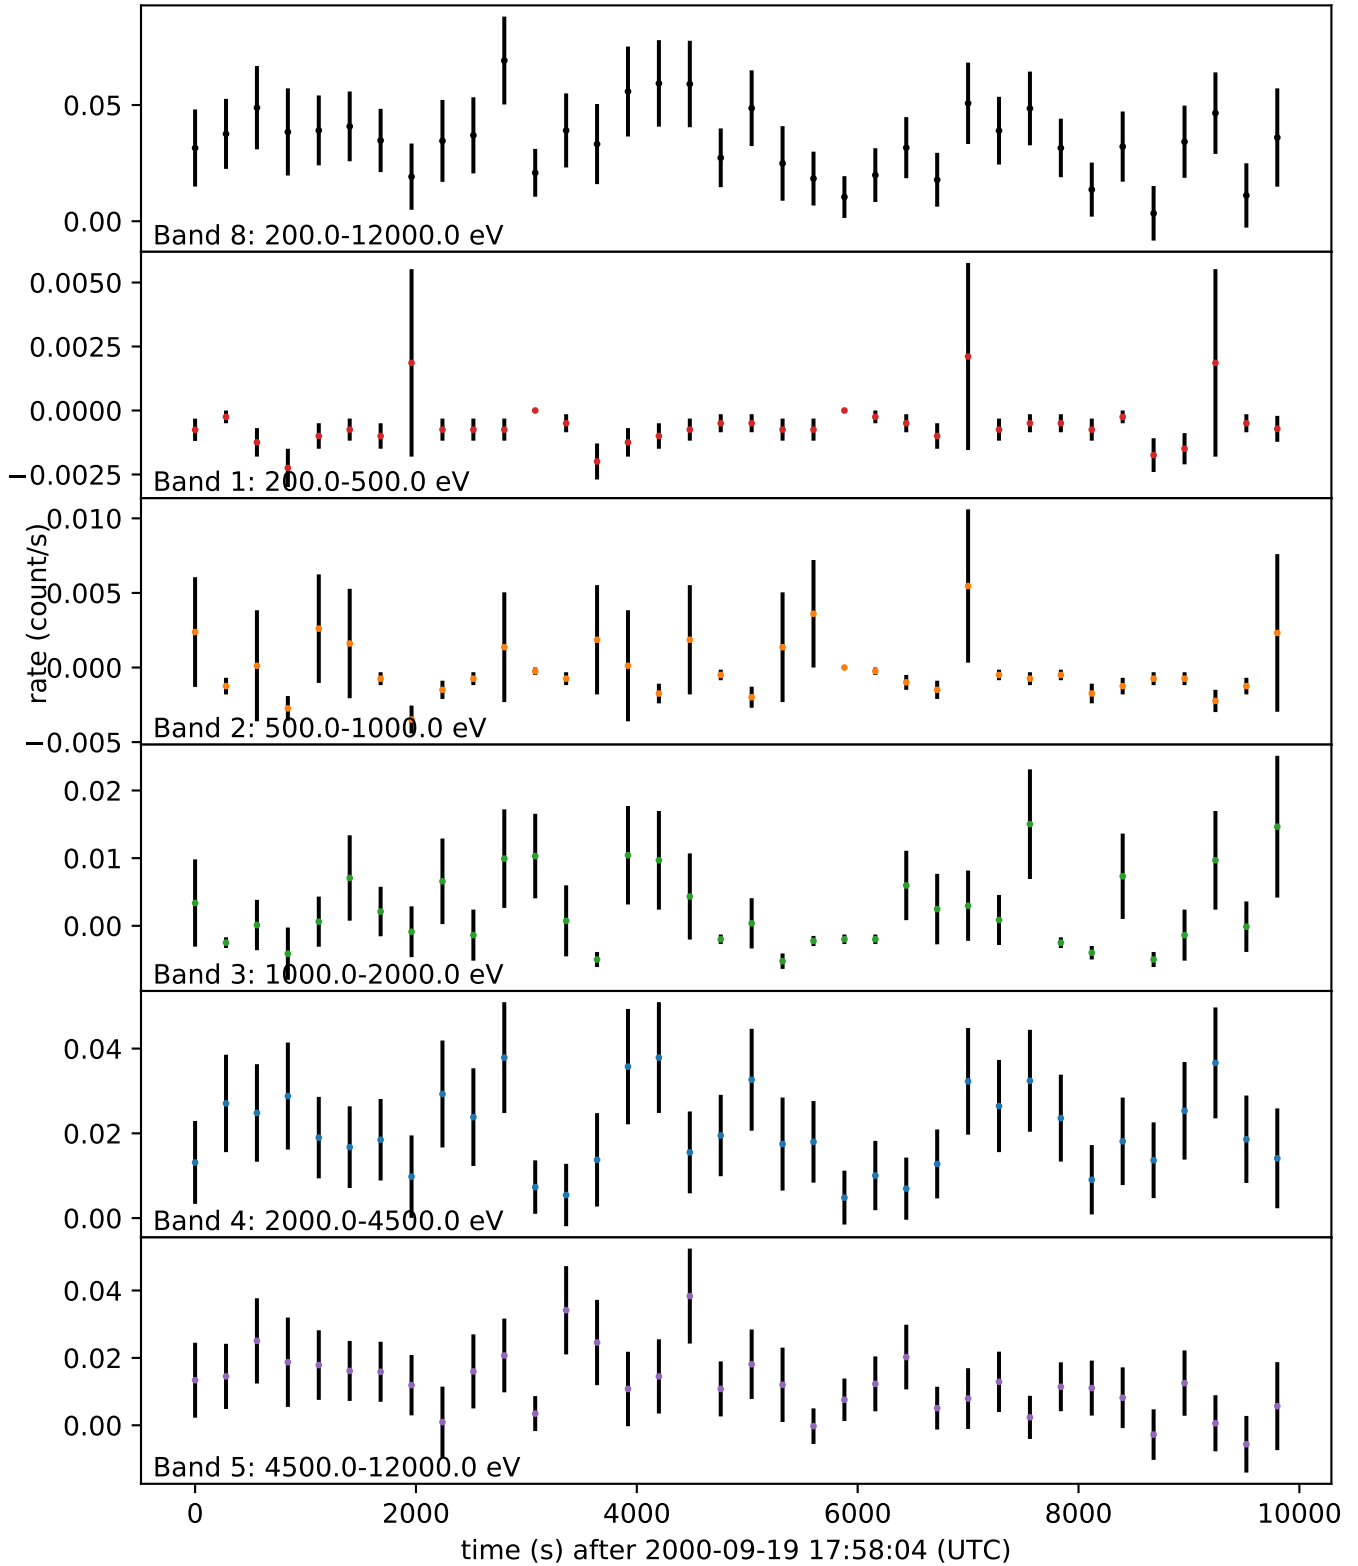 0.05
0.00
Band 8: 200.0-12000.0 eV
0.0050
0.0025
0.0000
−0.0025
Band 1: 200.0-500.0 eV
rate (count/s)
0.010
0.005
0.000
−0.005
Band 2: 500.0-1000.0 eV
0.02
0.01
0.00
Band 3: 1000.0-2000.0 eV
0.04
0.02
0.00
Band 4: 2000.0-4500.0 eV
0.04
0.02
0.00
Band 5: 4500.0-12000.0 eV
0 2000 4000 6000 8000 10000
time (s) after 2000-09-19 17:58:04 (UTC)